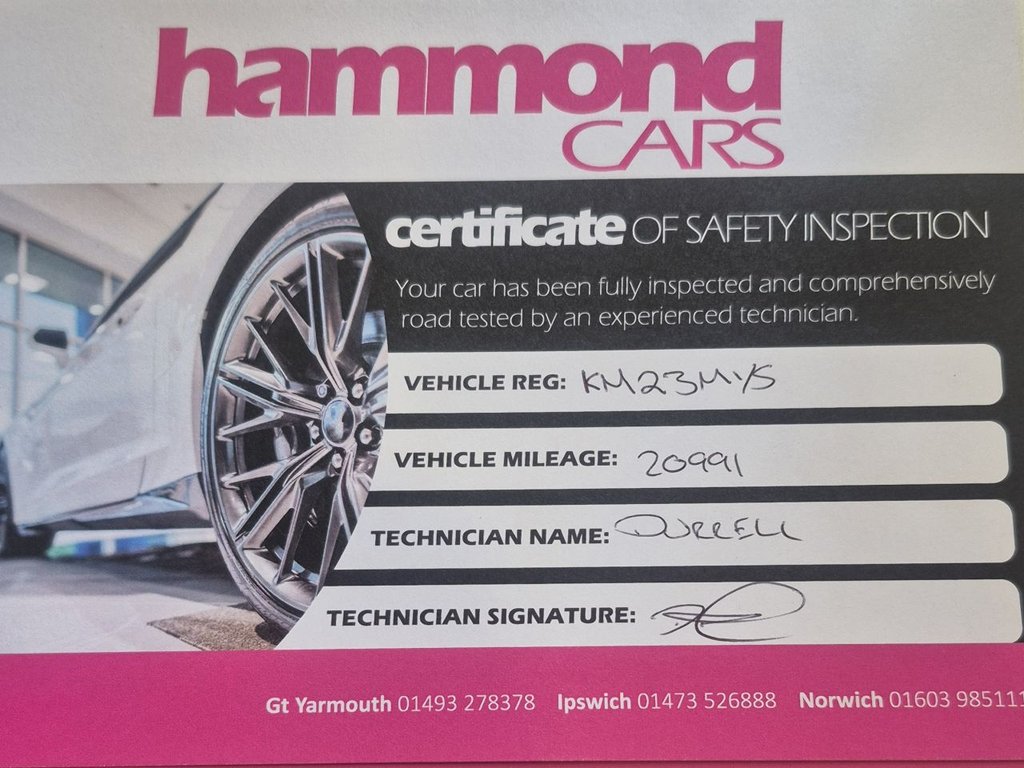 hammond
CARS
certificate OF SAFETY INSPECTION
Your car has been fully inspected and comprehensively
road tested by an experienced technician.
VEHICLE REG: KM23MYS
VEHICLE MILEAGE: 20991
TECHNICIAN NAME: DURRELL
TECHNICIAN SIGNATURE:
Gt Yarmouth 01493 278378 Ipswich 01473 526888 Norwich 01603 985111